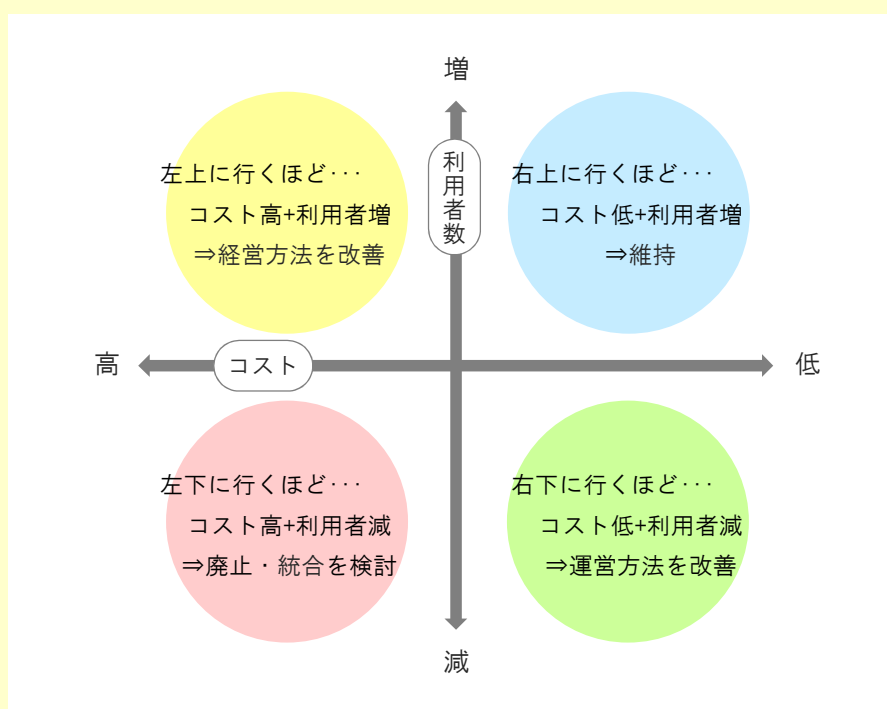 増
利用者数
左上に行くほど･･･
コスト高+利用者増
⇒経営方法を改善
右上に行くほど･･･
コスト低+利用者増
⇒維持
高
コスト
低
左下に行くほど･･･
コスト高+利用者減
⇒廃止・統合を検討
右下に行くほど･･･
コスト低+利用者減
⇒運営方法を改善
減